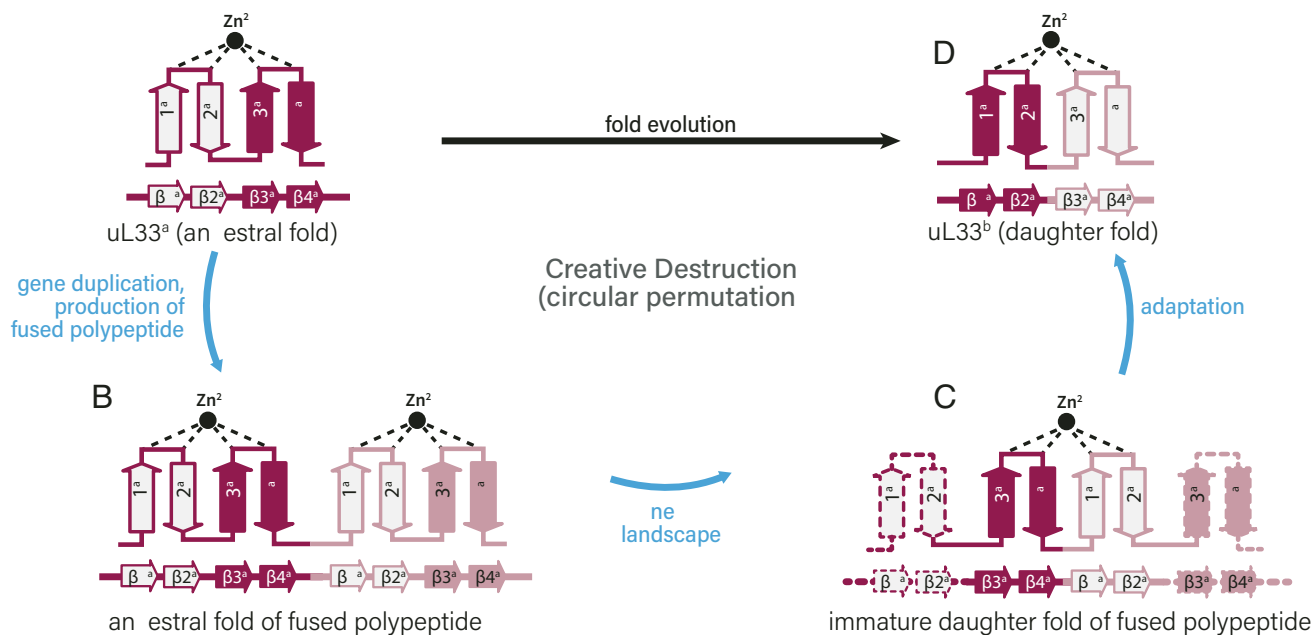 Zn²
1ᵃ 2ᵃ 3ᵃ ᵃ
β ᵃ β2ᵃ β3ᵃ β4ᵃ
uL33ᵃ (an estral fold)
fold evolution
D
Zn²
1ᵃ 2ᵃ 3ᵃ ᵃ
β ᵃ β2ᵃ β3ᵃ β4ᵃ
uL33ᵇ (daughter fold)
gene duplication,
production of
fused polypeptide
Creative Destruction
(circular permutation
adaptation
B
Zn²
Zn²
1ᵃ 2ᵃ 3ᵃ ᵃ 1ᵃ 2ᵃ 3ᵃ ᵃ
β ᵃ β2ᵃ β3ᵃ β4ᵃ β ᵃ β2ᵃ β3ᵃ β4ᵃ
an estral fold of fused polypeptide
ne
landscape
C
Zn²
1ᵃ 2ᵃ 3ᵃ ᵃ 1ᵃ 2ᵃ 3ᵃ ᵃ
β ᵃ β2ᵃ β3ᵃ β4ᵃ β ᵃ β2ᵃ β3ᵃ β4ᵃ
immature daughter fold of fused polypeptide